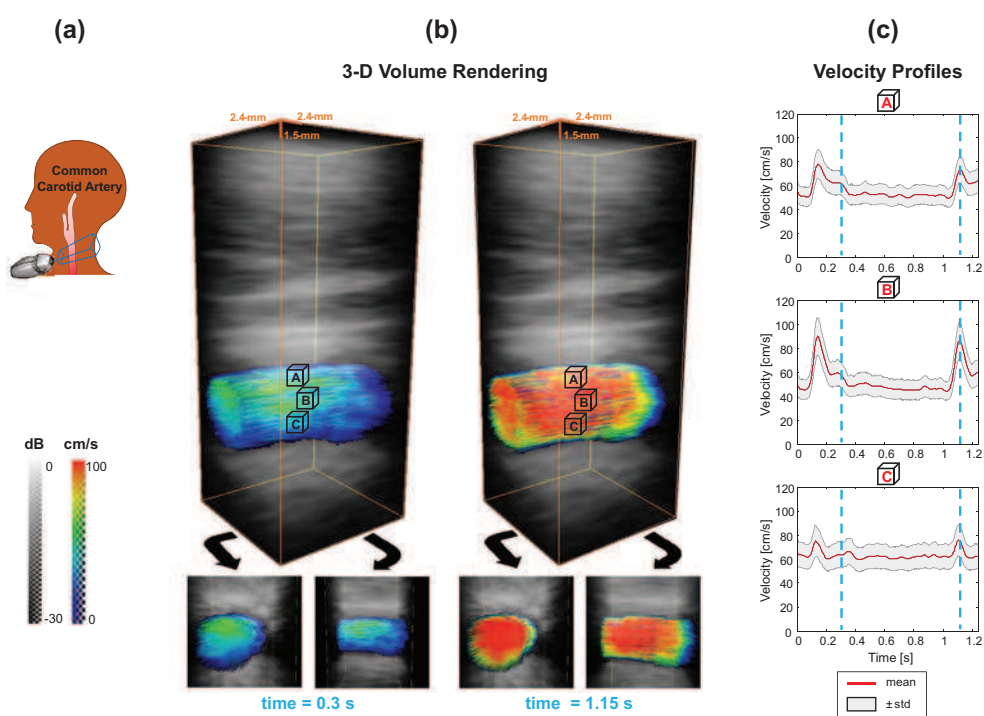 (a)
(b)
(c)
3-D Volume Rendering
Velocity Profiles
Common
Carotid Artery
dB
cm/s
0
100
-30
0
2.4-mm
2.4-mm
1.5-mm
A
B
C
2.4-mm
2.4-mm
1.5-mm
A
B
C
time = 0.3 s
time = 1.15 s
A
Velocity [cm/s]
120
100
80
60
40
20
0
0 0.2 0.4 0.6 0.8 1 1.2
B
Velocity [cm/s]
120
100
80
60
40
20
0
0 0.2 0.4 0.6 0.8 1 1.2
C
Velocity [cm/s]
120
100
80
60
40
20
0
0 0.2 0.4 0.6 0.8 1 1.2
Time [s]
mean
± std